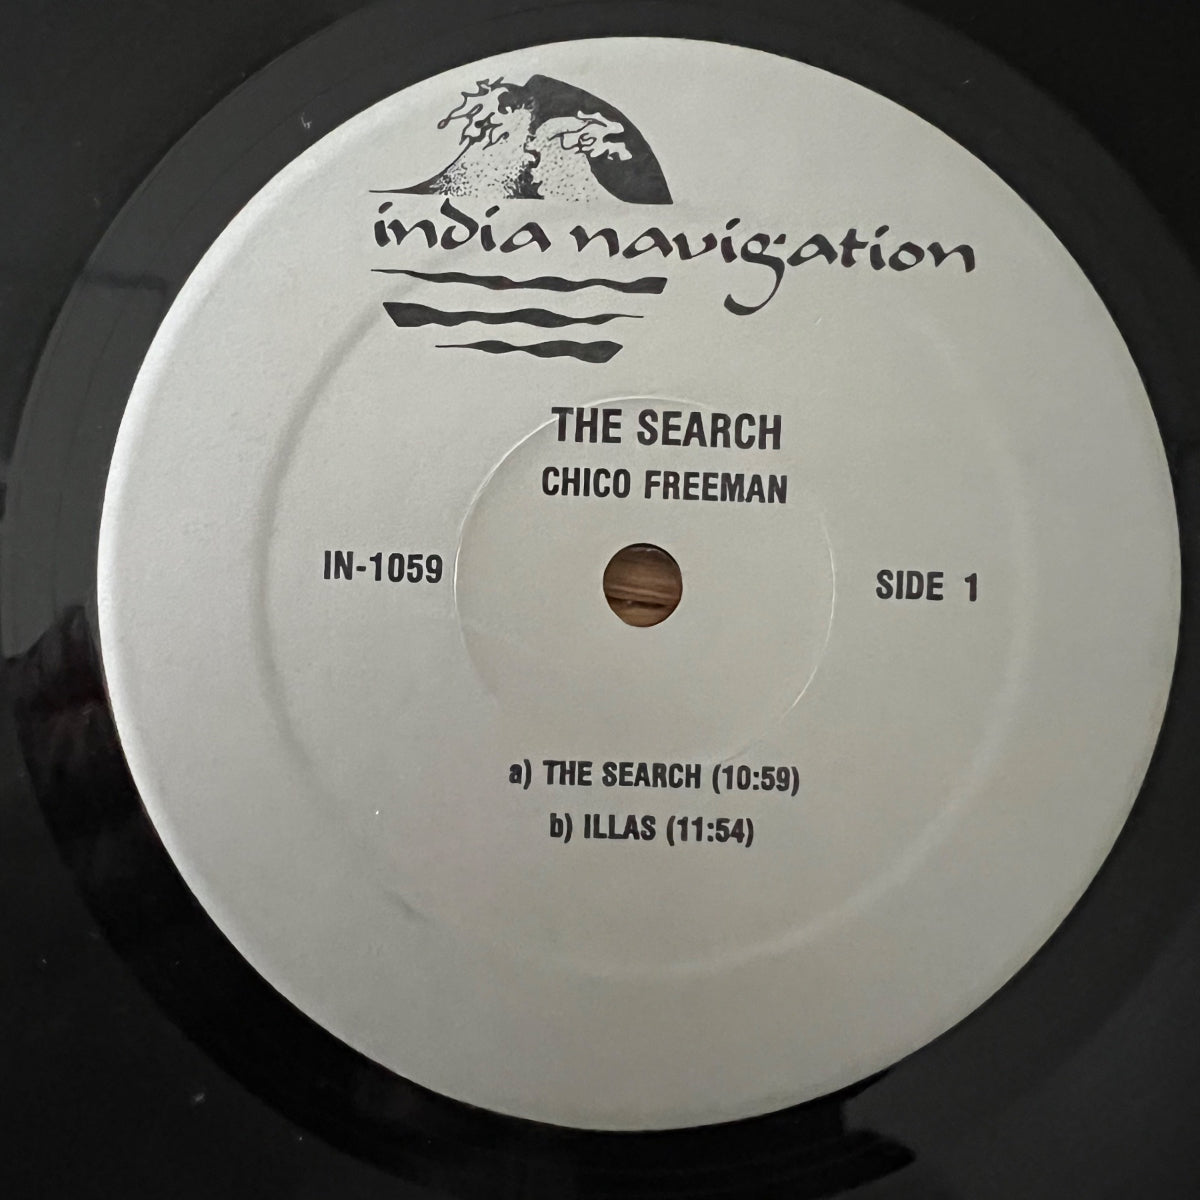 india navigation
THE SEARCH
CHICO FREEMAN
IN-1059
SIDE 1
a) THE SEARCH (10:59)
b) ILLAS (11:54)